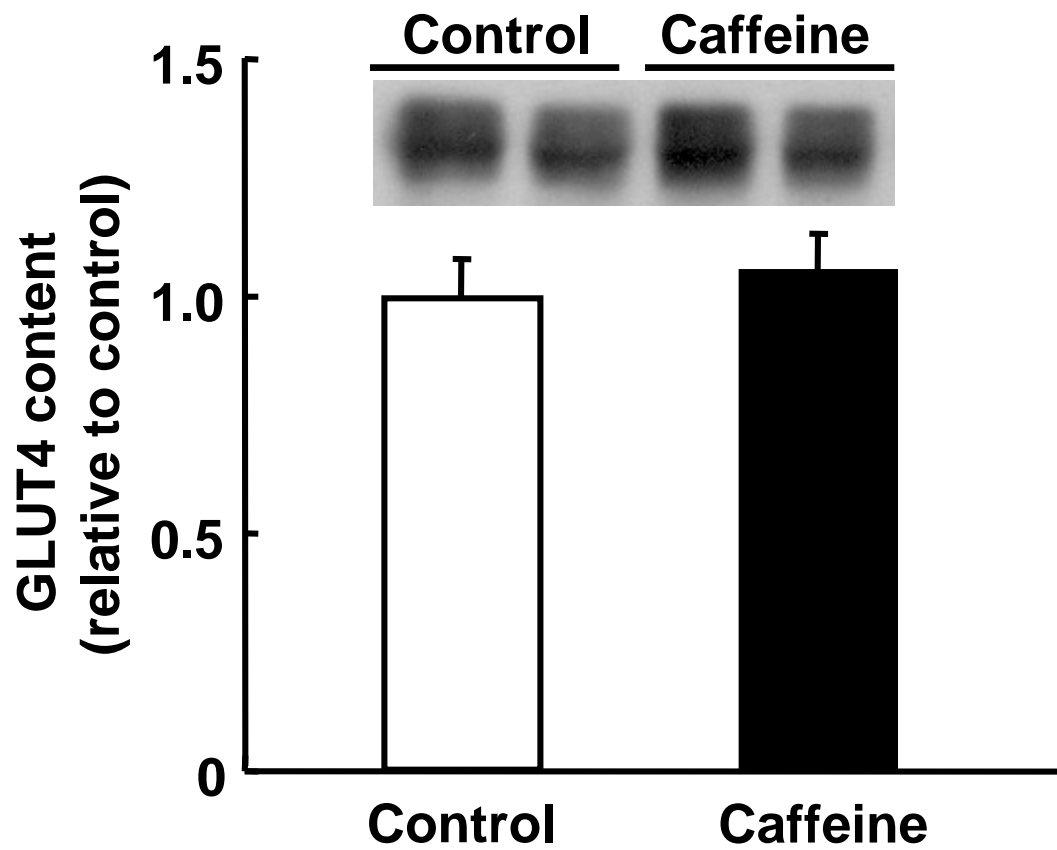 Control Caffeine
1.5
1.0
0.5
0
GLUT4 content
(relative to control)
Control Caffeine